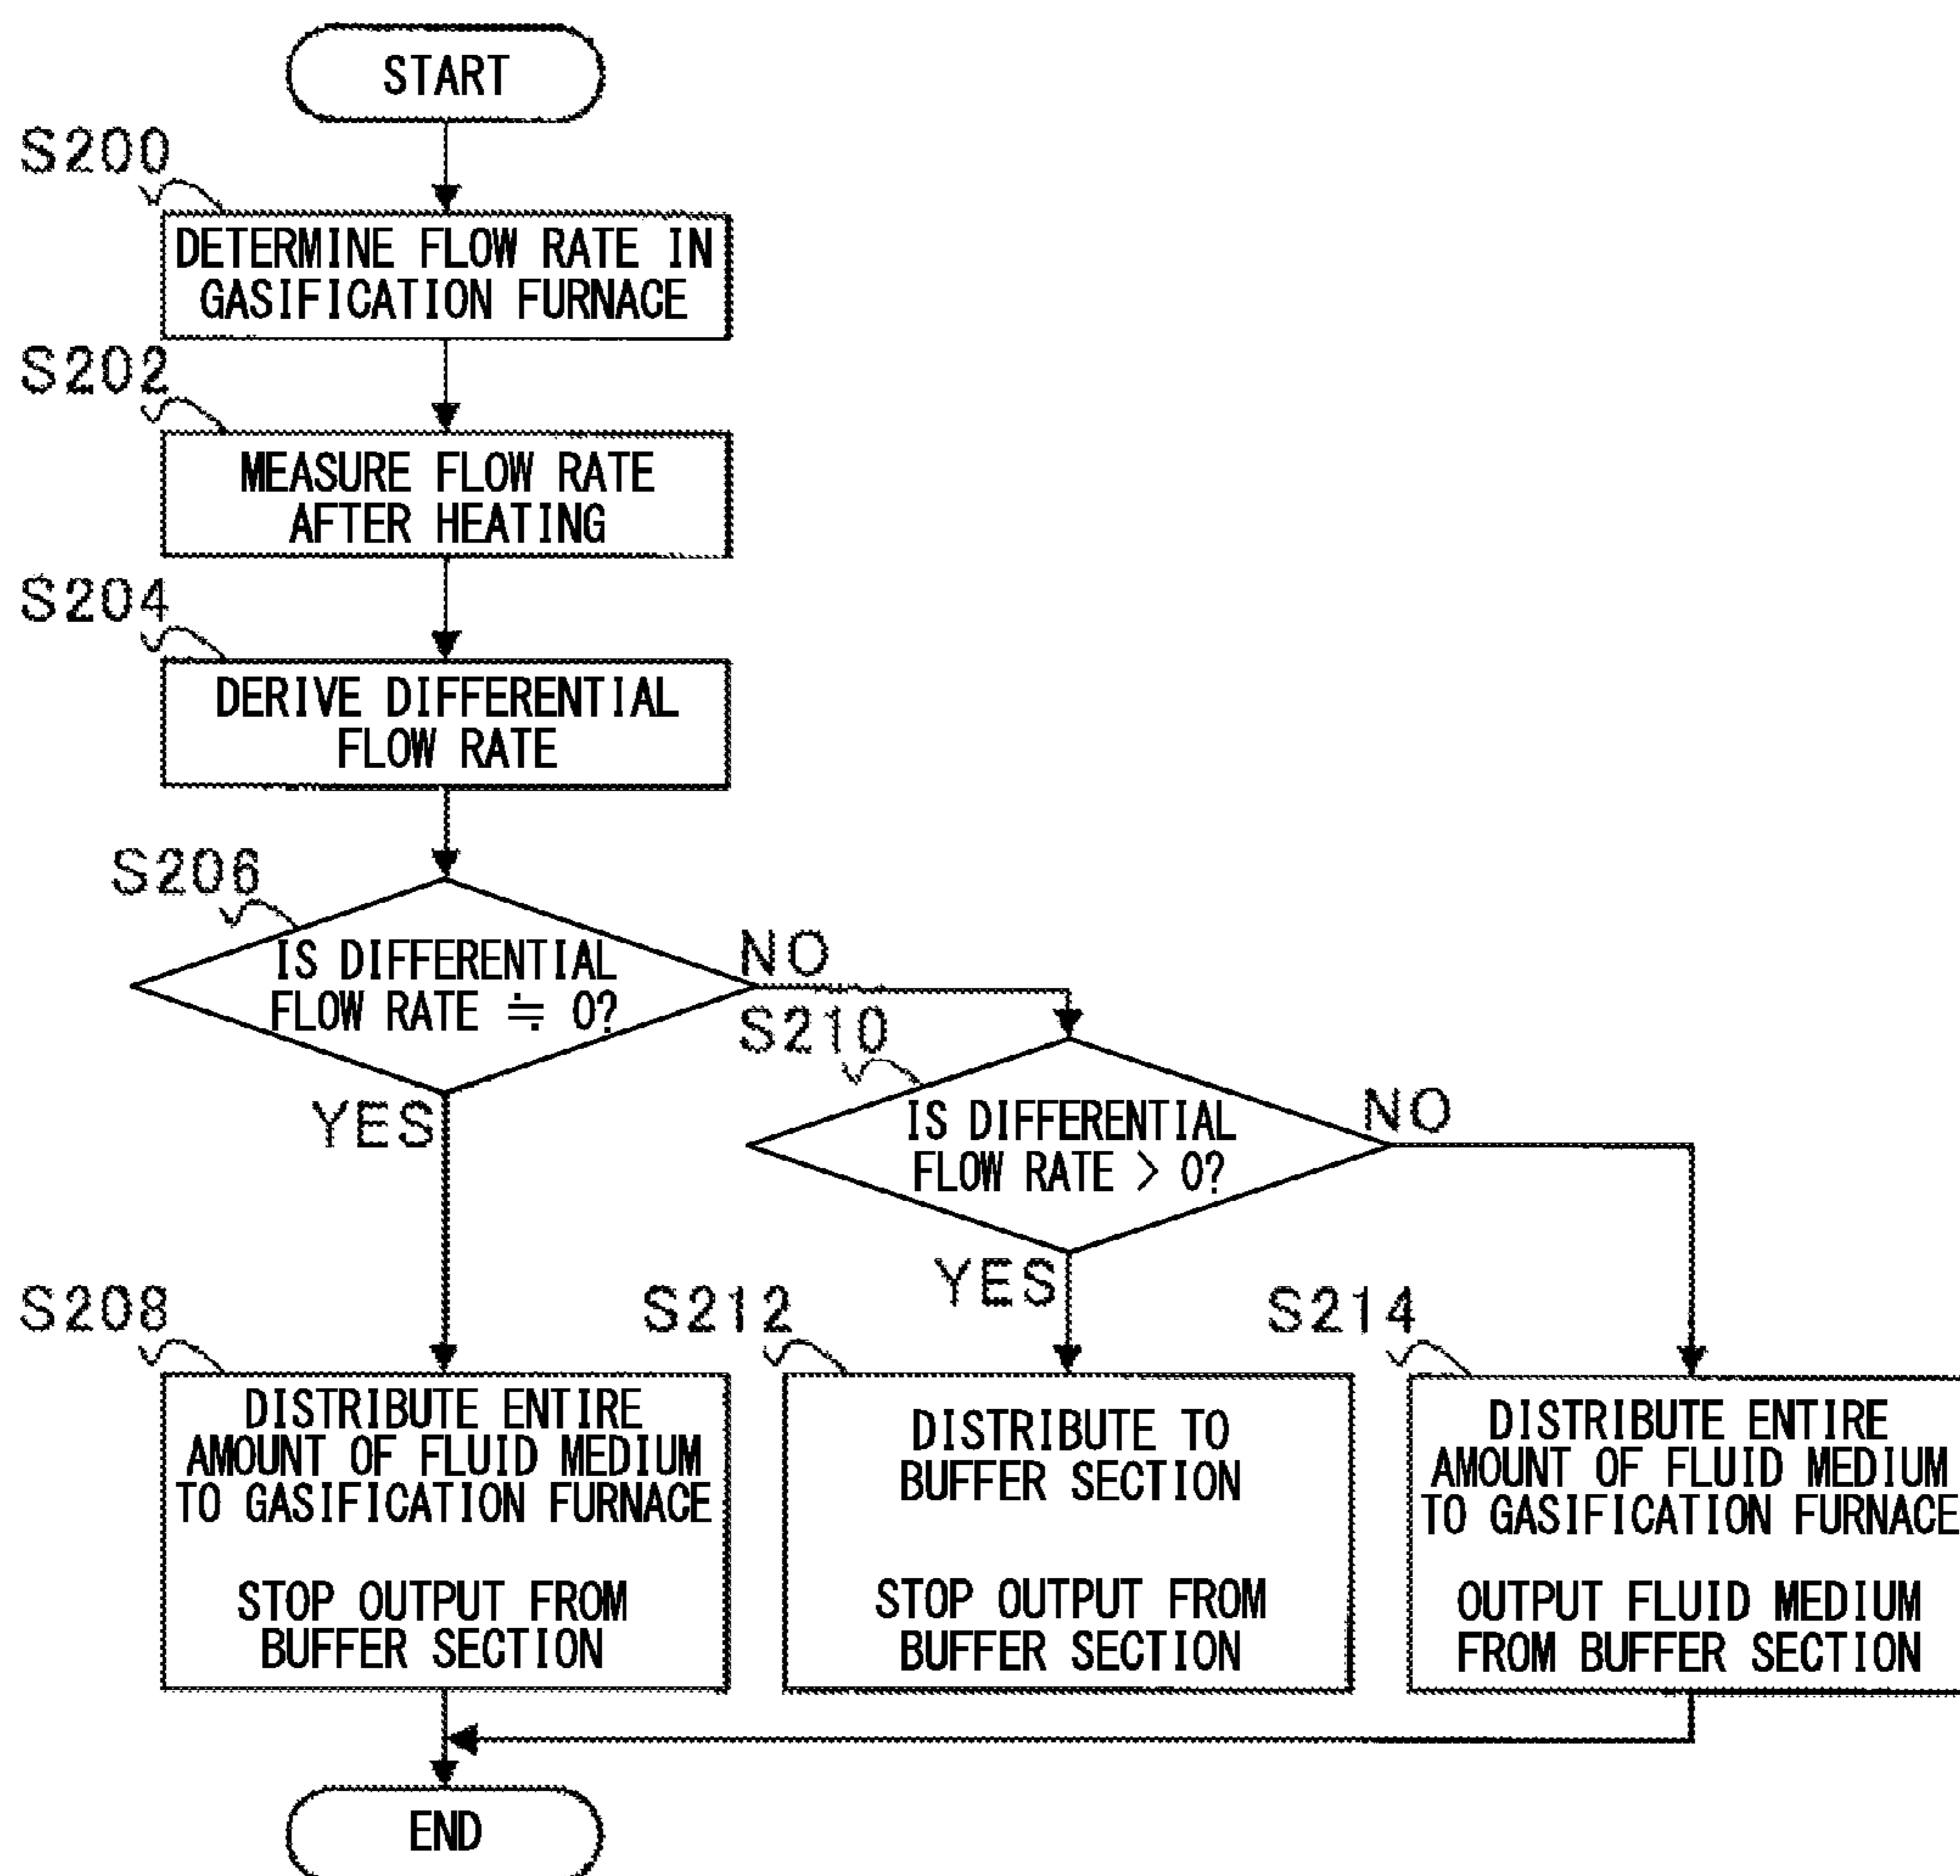 START
S200
DETERMINE FLOW RATE IN
GASIFICATION FURNACE
S202
MEASURE FLOW RATE
AFTER HEATING
S204
DERIVE DIFFERENTIAL
FLOW RATE
S206
IS DIFFERENTIAL
FLOW RATE ≒ 0?
NO
YES
S210
IS DIFFERENTIAL
FLOW RATE > 0?
NO
YES
S208
DISTRIBUTE ENTIRE
AMOUNT OF FLUID MEDIUM
TO GASIFICATION FURNACE
STOP OUTPUT FROM
BUFFER SECTION
S212
DISTRIBUTE TO
BUFFER SECTION
STOP OUTPUT FROM
BUFFER SECTION
S214
DISTRIBUTE ENTIRE
AMOUNT OF FLUID MEDIUM
TO GASIFICATION FURNACE
OUTPUT FLUID MEDIUM
FROM BUFFER SECTION
END